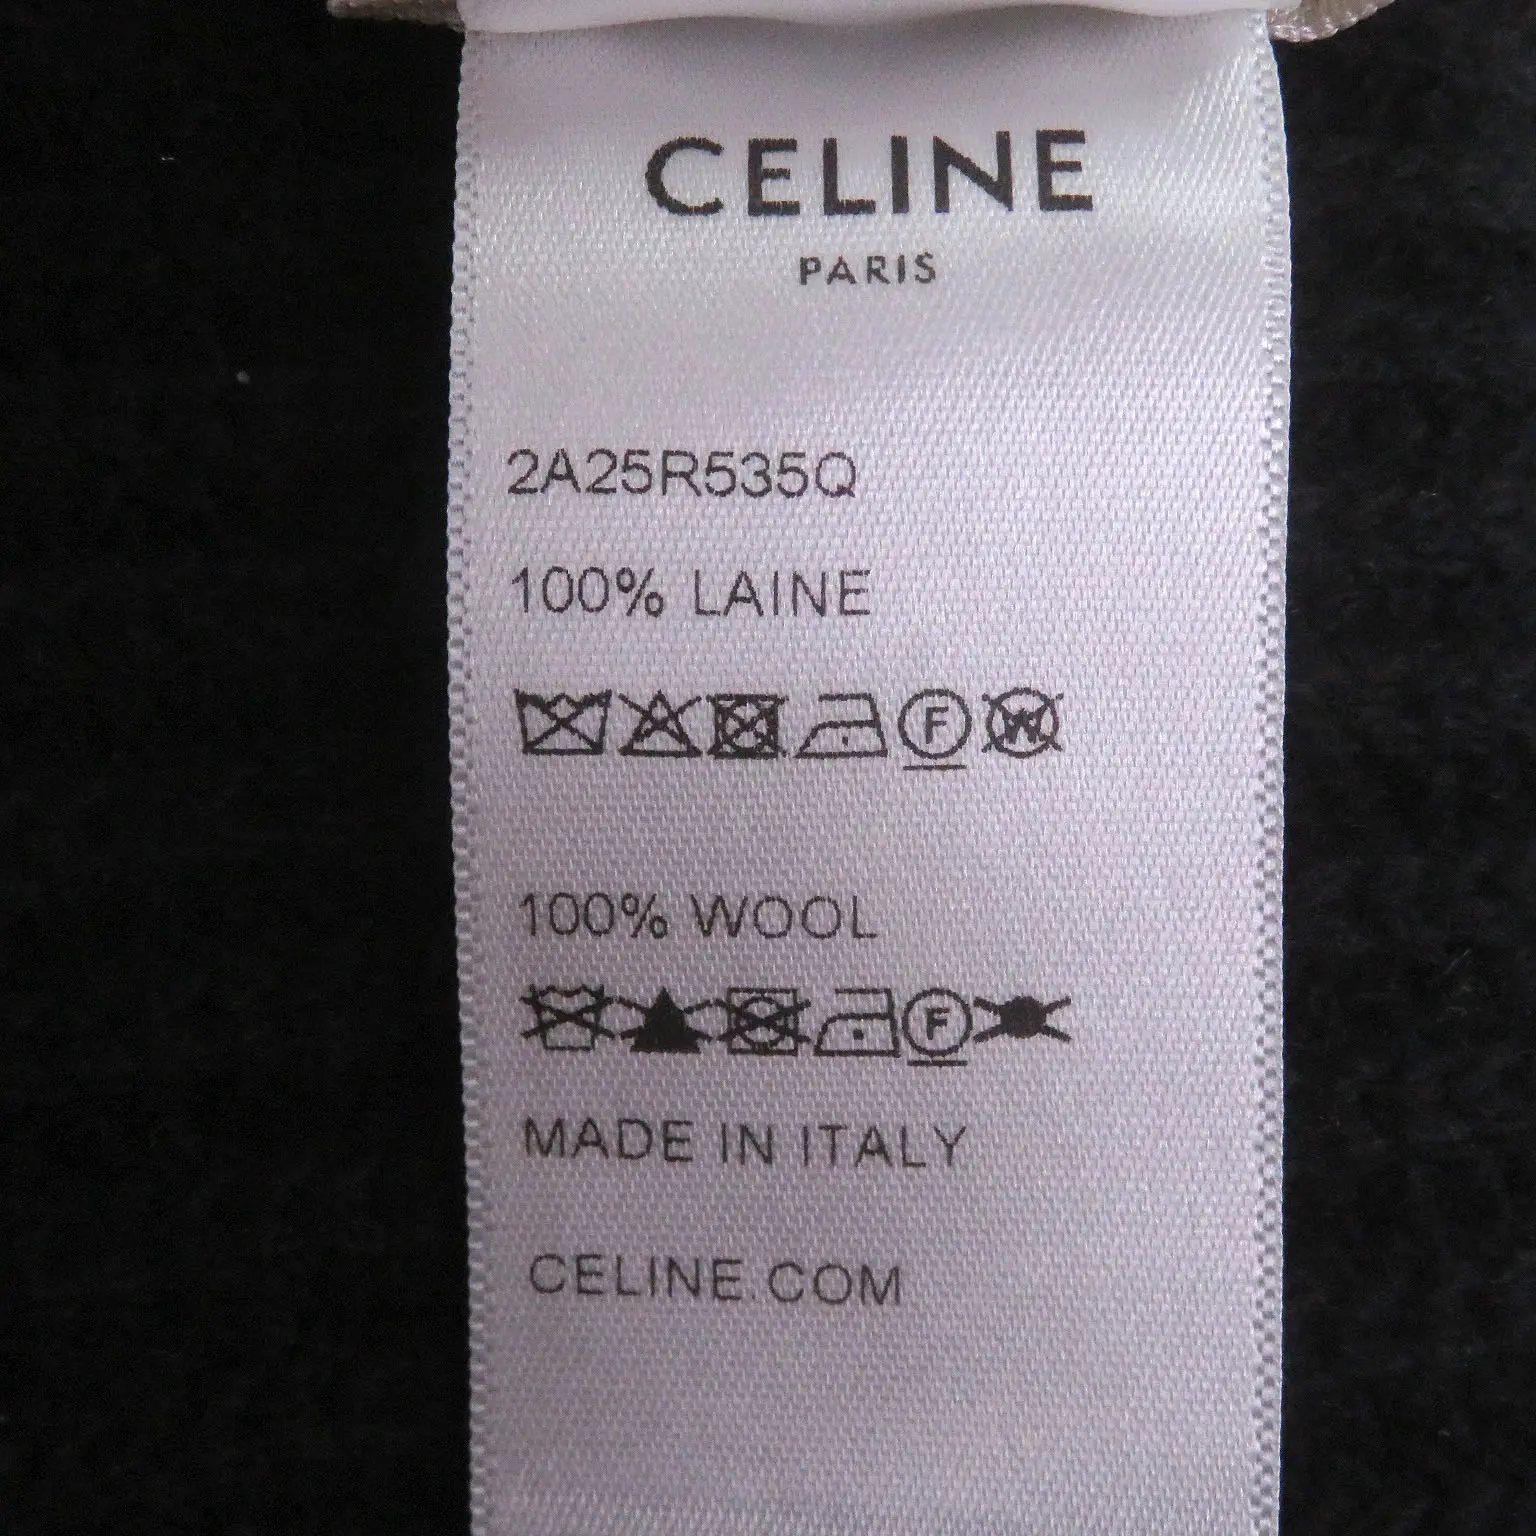 CELINE
PARIS
2A25R535Q
100% LAINE
F W
100% WOOL
F
MADE IN ITALY
CELINE.COM